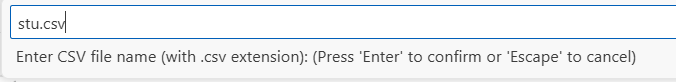 stu.csv
Enter CSV file name (with .csv extension): (Press 'Enter' to confirm or 'Escape' to cancel)